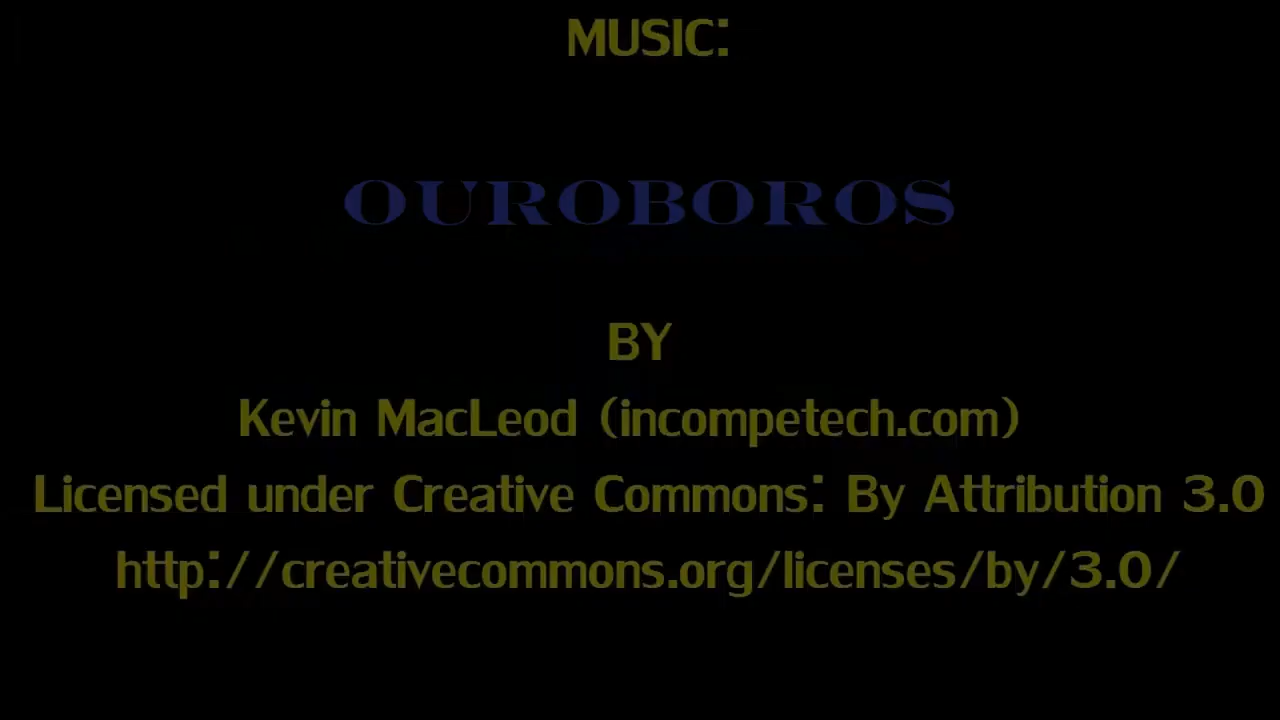 MUSIC:
OUROBOROS
BY
Kevin MacLeod (incompetech.com)
Licensed under Creative Commons: By Attribution 3.0
http://creativecommons.org/licenses/by/3.0/